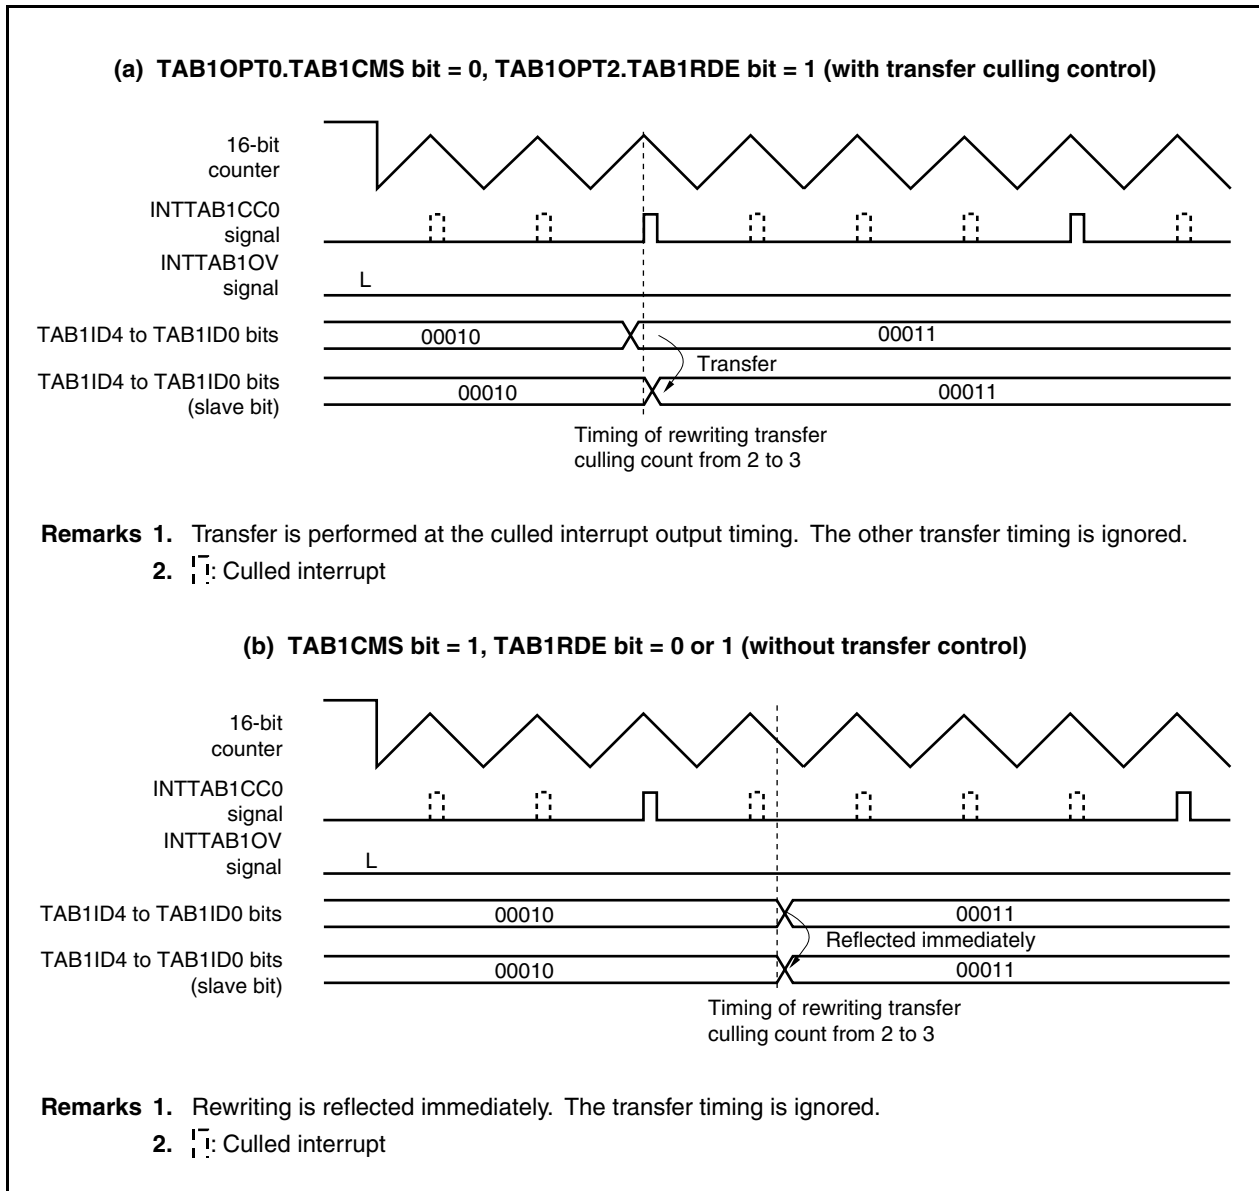 (a) TAB1OPT0.TAB1CMS bit = 0, TAB1OPT2.TAB1RDE bit = 1 (with transfer culling control)
16-bit
counter
INTTAB1CC0
signal
INTTAB1OV
signal
L
TAB1ID4 to TAB1ID0 bits
00010
00011
Transfer
TAB1ID4 to TAB1ID0 bits
(slave bit)
00010
00011
Timing of rewriting transfer
culling count from 2 to 3
Remarks 1. Transfer is performed at the culled interrupt output timing. The other transfer timing is ignored.
2. : Culled interrupt
(b) TAB1CMS bit = 1, TAB1RDE bit = 0 or 1 (without transfer control)
16-bit
counter
INTTAB1CC0
signal
INTTAB1OV
signal
L
TAB1ID4 to TAB1ID0 bits
00010
00011
Reflected immediately
TAB1ID4 to TAB1ID0 bits
(slave bit)
00010
00011
Timing of rewriting transfer
culling count from 2 to 3
Remarks 1. Rewriting is reflected immediately. The transfer timing is ignored.
2. : Culled interrupt